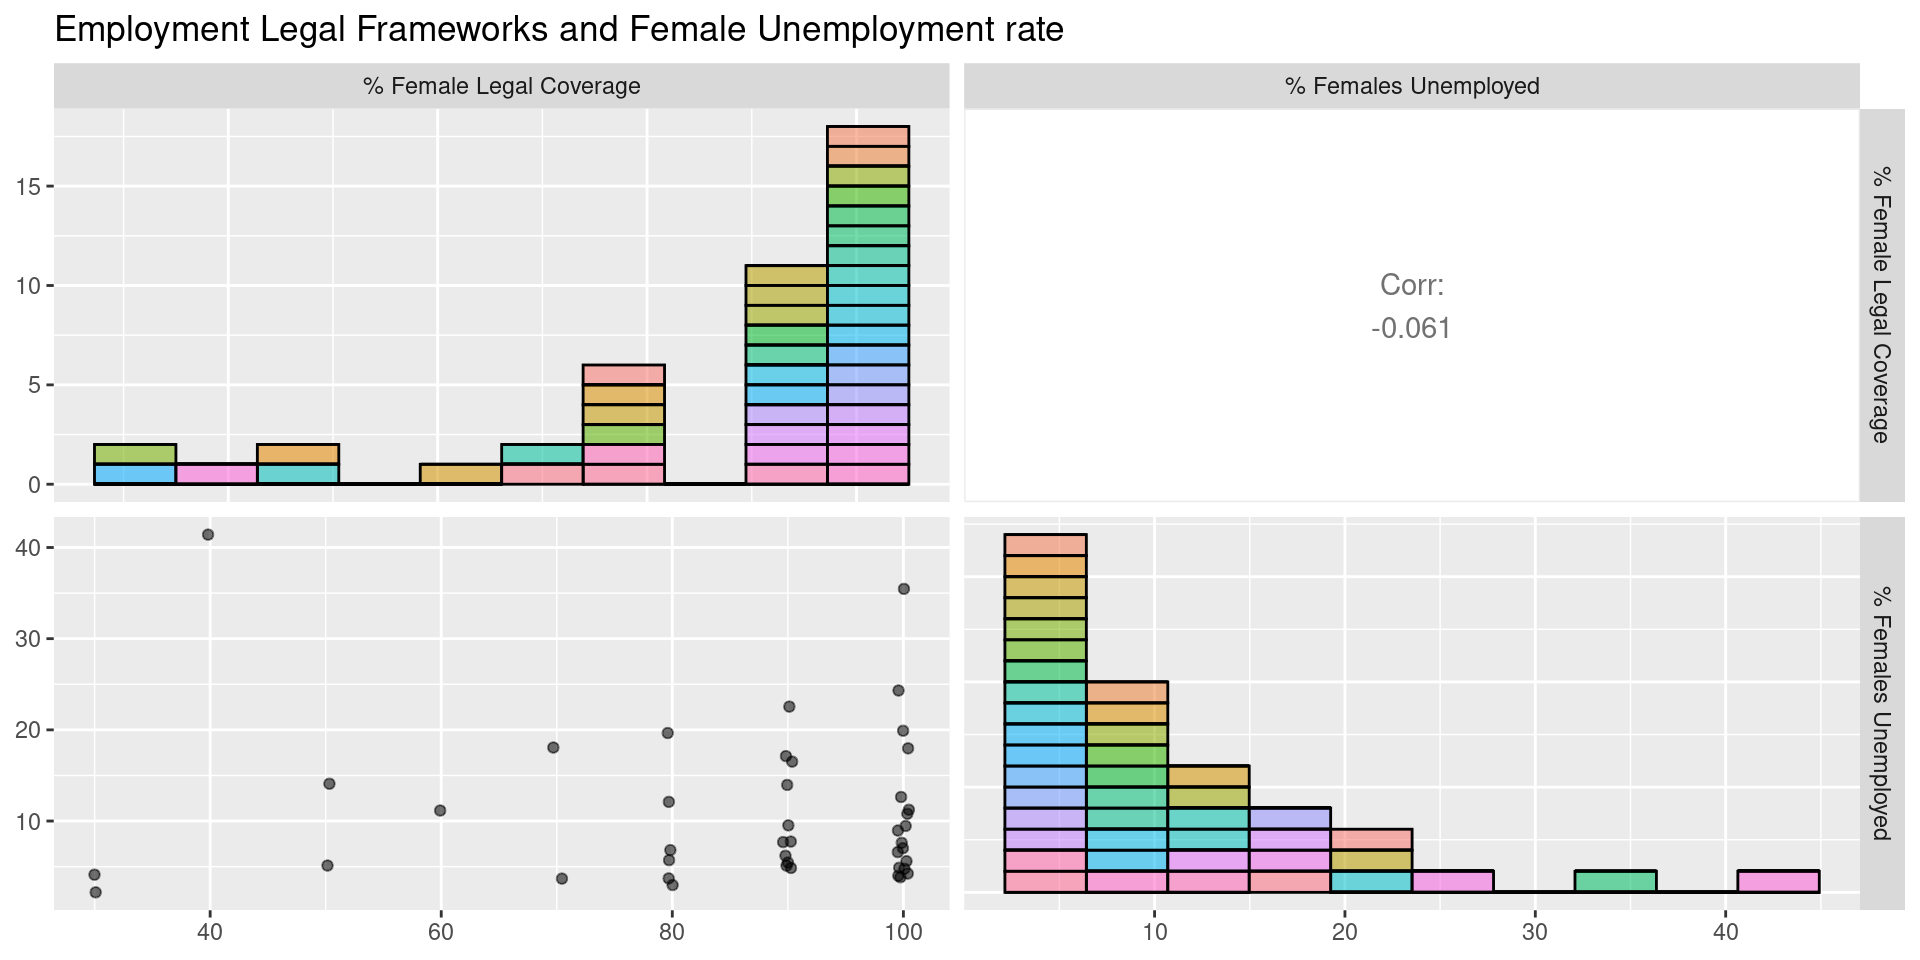 Employment Legal Frameworks and Female Unemployment rate
% Female Legal Coverage
% Females Unemployed
15
10
5
0
Corr:
-0.061
% Female Legal Coverage
40
30
20
10
% Females Unemployed
40
60
80
100
10
20
30
40